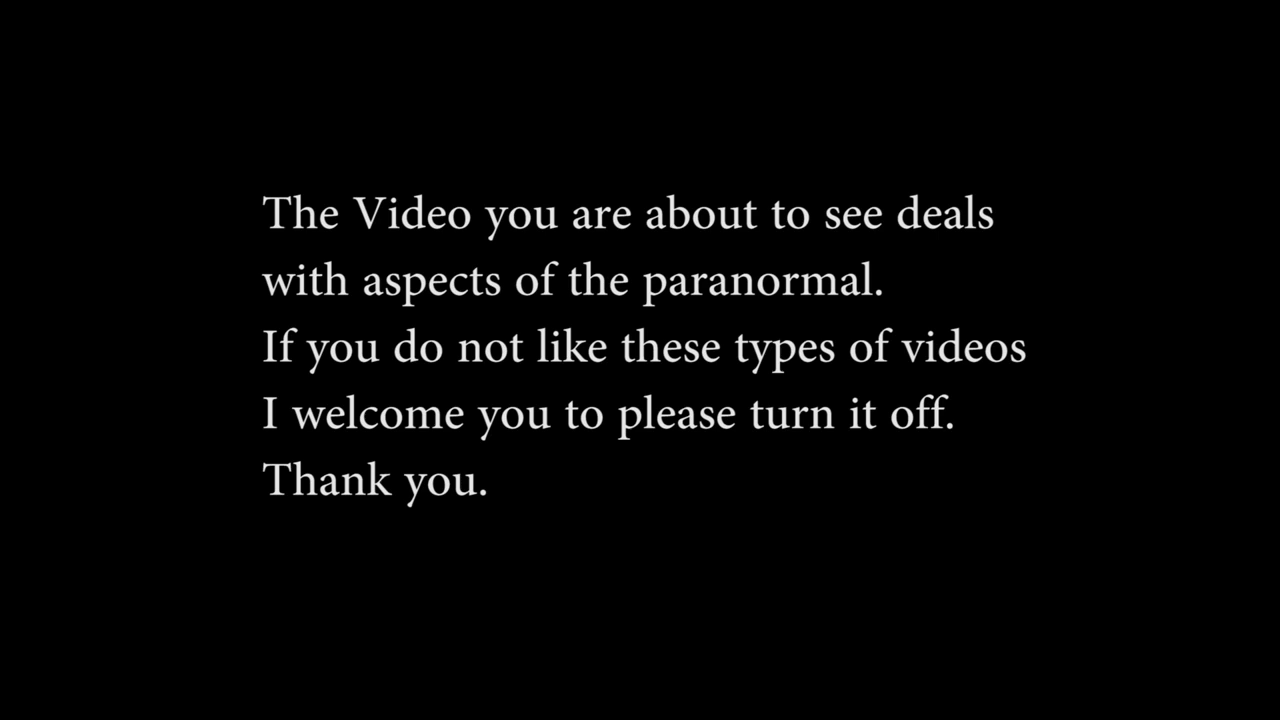 The Video you are about to see deals
with aspects of the paranormal.
If you do not like these types of videos
I welcome you to please turn it off.
Thank you.